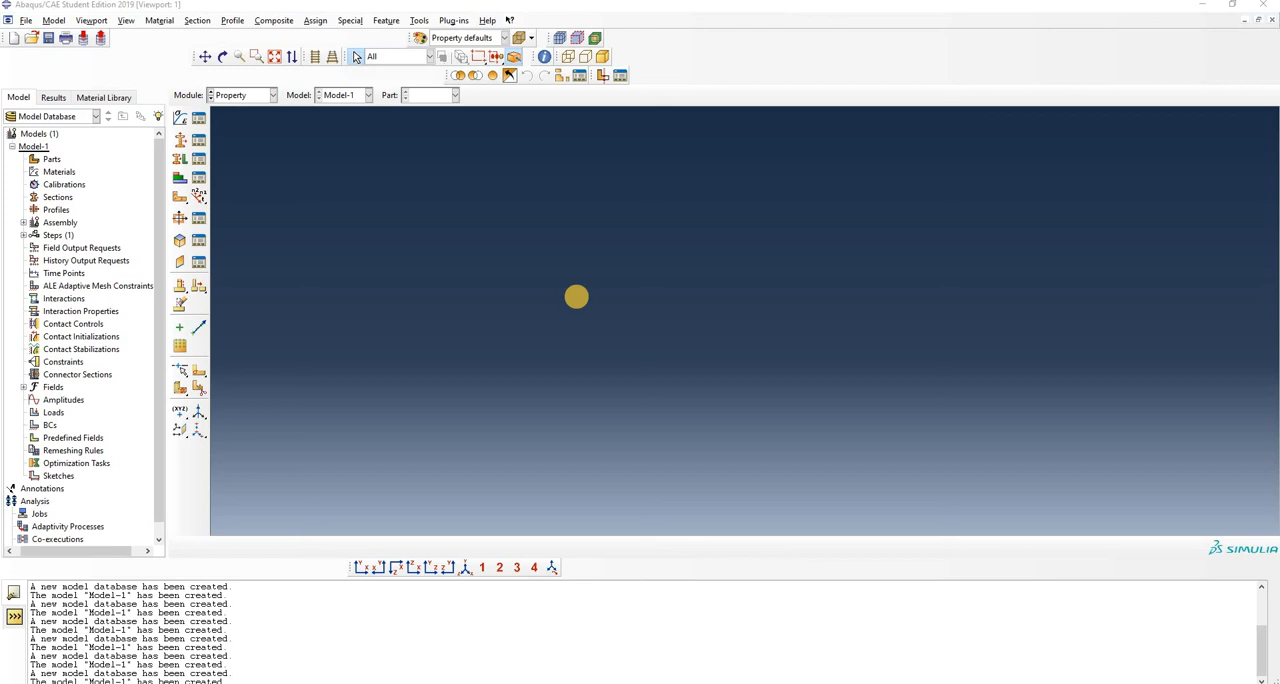 Abaqus/CAE Student Edition 2019 [Viewport: 1]
File Model Viewport View Material Section Profile Composite Assign Special Feature Tools Plug-ins Help
Property defaults
All
Model Results Material Library
Module: Property Model: Model-1 Part:
Model Database
Models (1)
Model-1
Parts
Materials
Calibrations
Sections
Profiles
Assembly
Steps (1)
Field Output Requests
History Output Requests
Time Points
ALE Adaptive Mesh Constraints
Interactions
Interaction Properties
Contact Controls
Contact Initializations
Contact Stabilizations
Constraints
Connector Sections
Fields
Amplitudes
Loads
BCs
Predefined Fields
Remeshing Rules
Optimization Tasks
Sketches
Annotations
Analysis
Jobs
Adaptivity Processes
Co-executions
SIMULIA
1 2 3 4
A new model database has been created.
The model "Model-1" has been created.
A new model database has been created.
The model "Model-1" has been created.
A new model database has been created.
The model "Model-1" has been created.
A new model database has been created.
The model "Model-1" has been created.
A new model database has been created.
The model "Model-1" has been created.
A new model database has been created.
The model "Model-1" has been created.